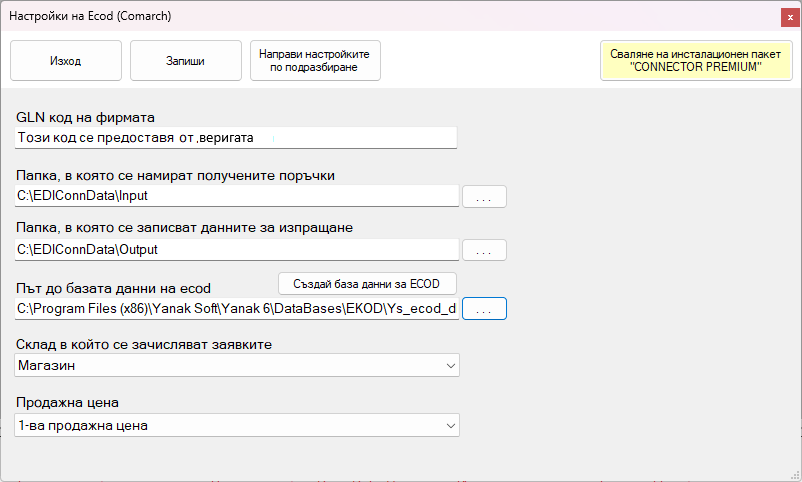 Настройки на Ecod (Comarch)
x
Изход
Запиши
Направи настройките
по подразбиране
Сваляне на инсталационен пакет
"CONNECTOR PREMIUM"
GLN код на фирмата
Този код се предоставя от ,веригата
Папка, в която се намират получените поръчки
C:\EDIConnData\Input
. . .
Папка, в която се записват данните за изпращане
C:\EDIConnData\Output
. . .
Път до базата данни на ecod
Създай база данни за ECOD
C:\Program Files (x86)\Yanak Soft\Yanak 6\DataBases\EKOD\Ys_ecod_d
. . .
Склад в който се зачисляват заявките
Магазин
Продажна цена
1-ва продажна цена